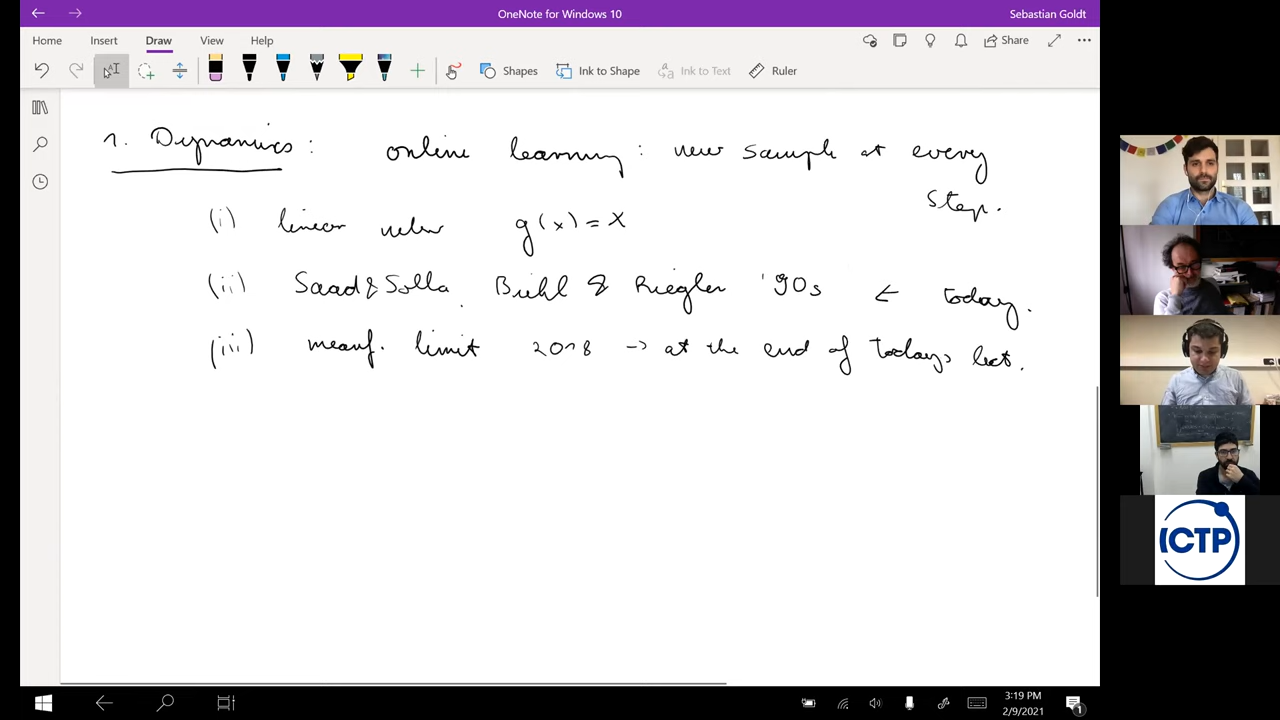 OneNote for Windows 10
Sebastian Goldt
Home Insert Draw View Help
Share
Shapes Ink to Shape Ink to Text Ruler
1. Dynamics : online learning : new sample at every
step.
(i) linear g(x) = x
(ii) Saad & Solla Biehl & Riegler '90s ← today.
(iii) meanf. limit 2018 → at the end of todays lect.
ICTP
3:19 PM
2/9/2021
1